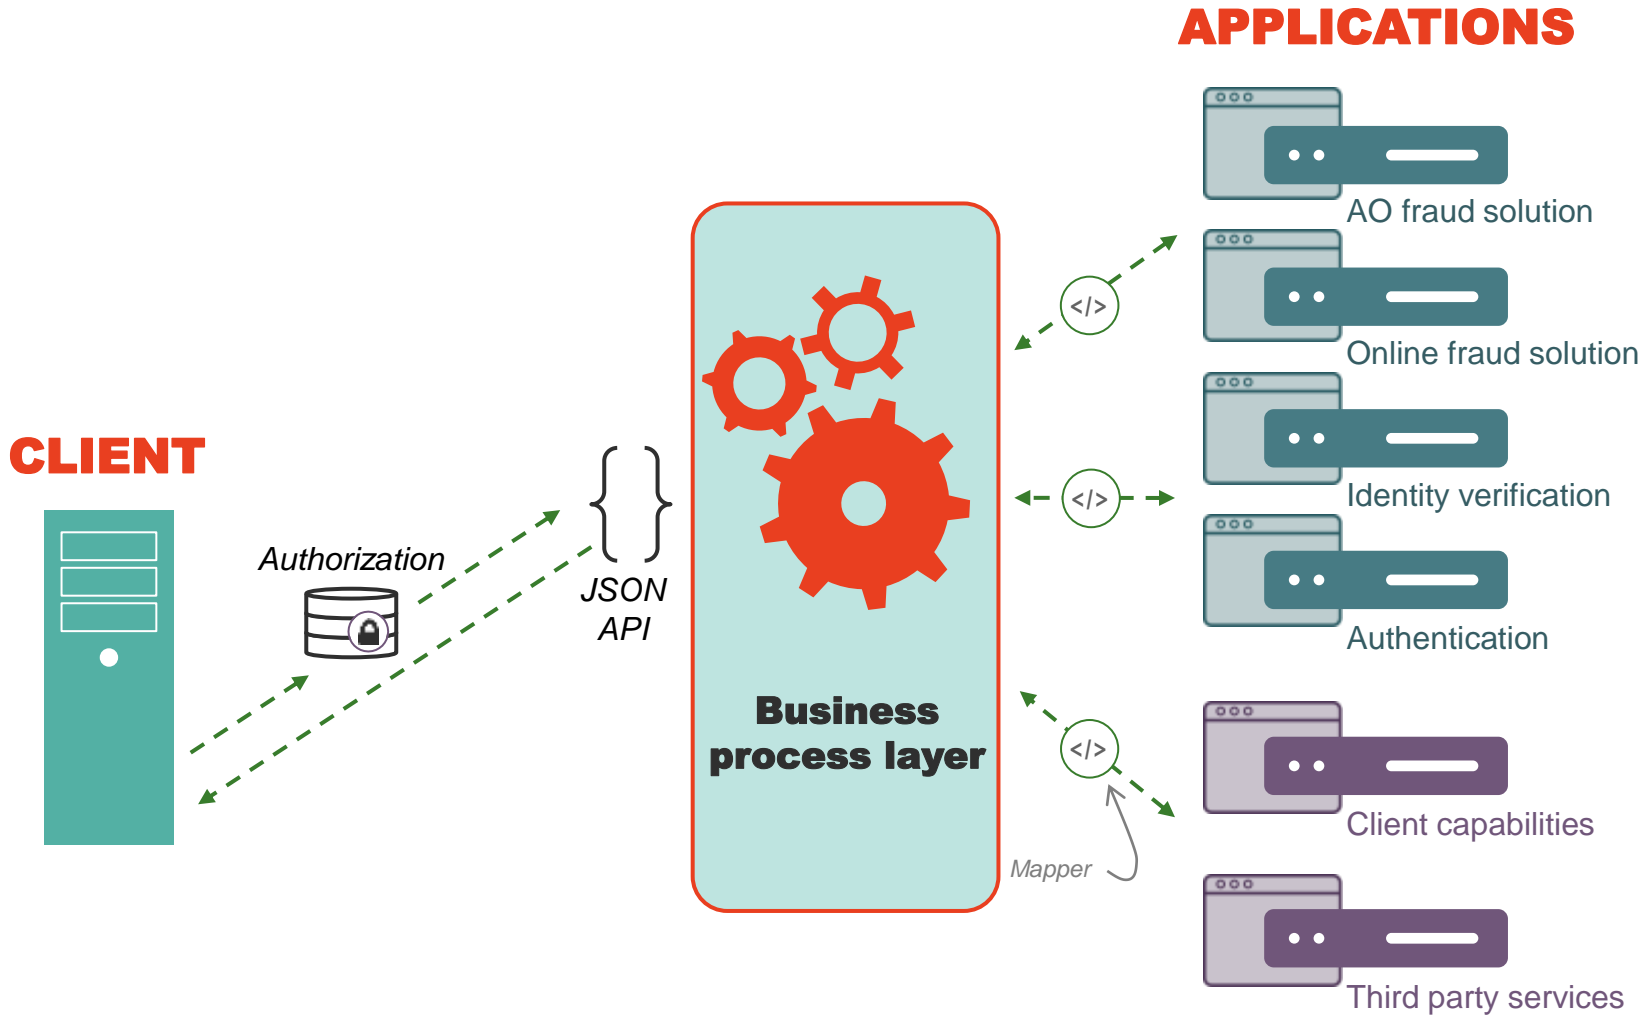 APPLICATIONS
AO fraud solution
Online fraud solution
</>
CLIENT
Identity verification
</>
Authorization
JSON
API
Authentication
Business
process layer
</>
Client capabilities
Mapper
Third party services